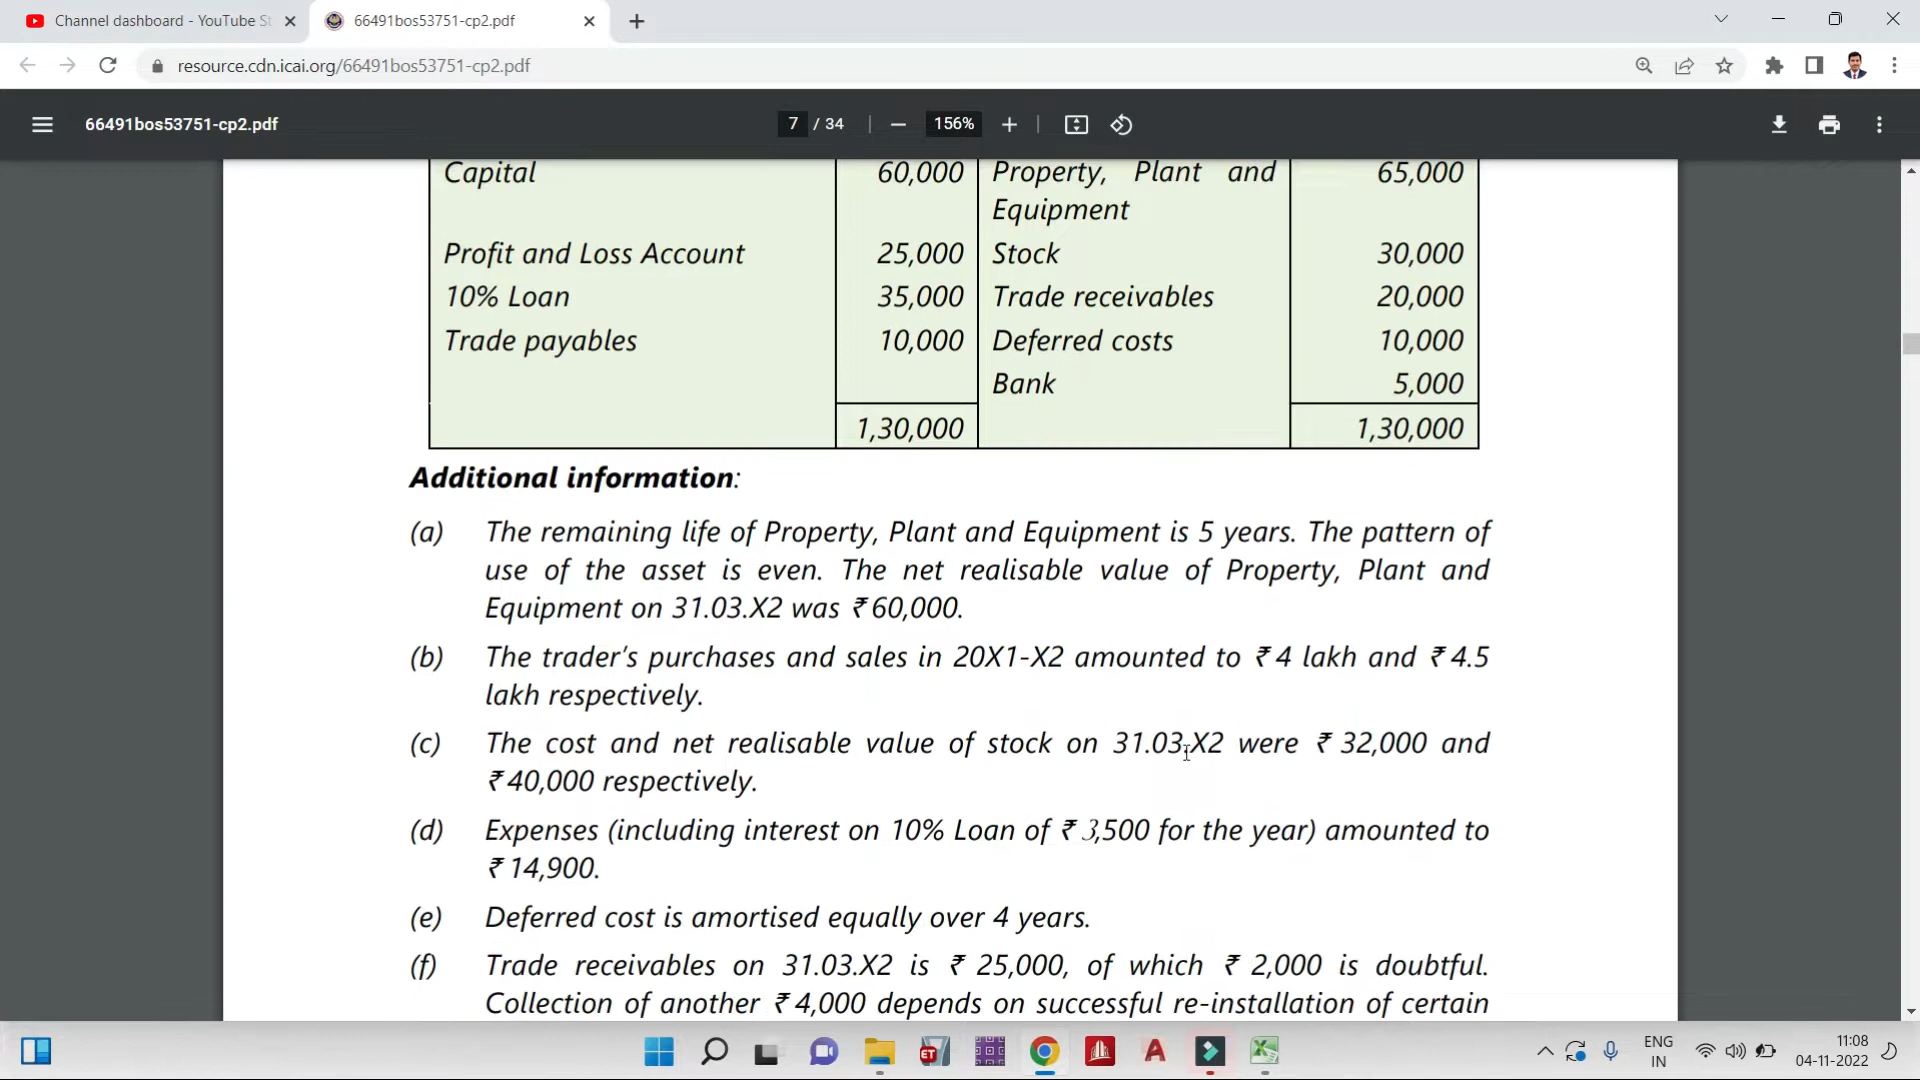 Channel dashboard - YouTube St
66491bos53751-cp2.pdf
resource.cdn.icai.org/66491bos53751-cp2.pdf
66491bos53751-cp2.pdf
7 / 34
156%
Capital 60,000 Property, Plant and 65,000
Equipment
Profit and Loss Account 25,000 Stock 30,000
10% Loan 35,000 Trade receivables 20,000
Trade payables 10,000 Deferred costs 10,000
Bank 5,000
1,30,000 1,30,000
Additional information:
(a) The remaining life of Property, Plant and Equipment is 5 years. The pattern of
use of the asset is even. The net realisable value of Property, Plant and
Equipment on 31.03.X2 was ₹ 60,000.
(b) The trader's purchases and sales in 20X1-X2 amounted to ₹ 4 lakh and ₹ 4.5
lakh respectively.
(c) The cost and net realisable value of stock on 31.03.X2 were ₹ 32,000 and
₹ 40,000 respectively.
(d) Expenses (including interest on 10% Loan of ₹ 3,500 for the year) amounted to
₹ 14,900.
(e) Deferred cost is amortised equally over 4 years.
(f) Trade receivables on 31.03.X2 is ₹ 25,000, of which ₹ 2,000 is doubtful.
Collection of another ₹ 4,000 depends on successful re-installation of certain
ET
A
ENG
IN
11:08
04-11-2022